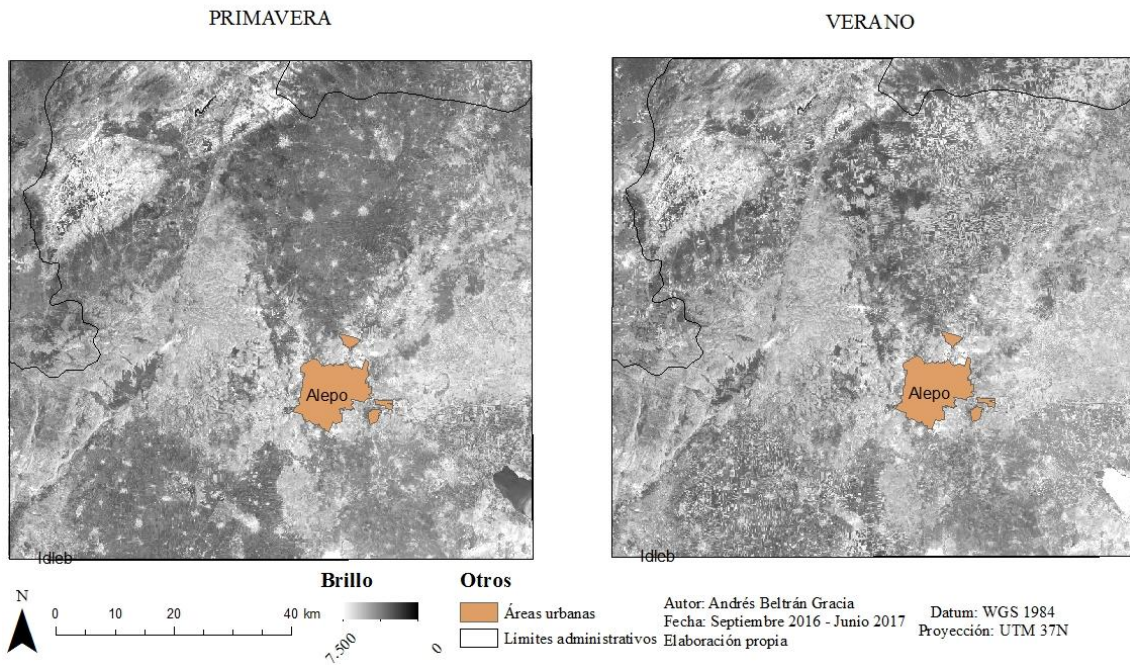 PRIMAVERA
VERANO
Alepo
Alepo
Idleb
Idleb
N
0 10 20 40 km
Brillo
7.500 0
Otros
Áreas urbanas
Limites administrativos
Autor: Andrés Beltrán Gracia
Fecha: Septiembre 2016 - Junio 2017
Elaboración propia
Datum: WGS 1984
Proyección: UTM 37N